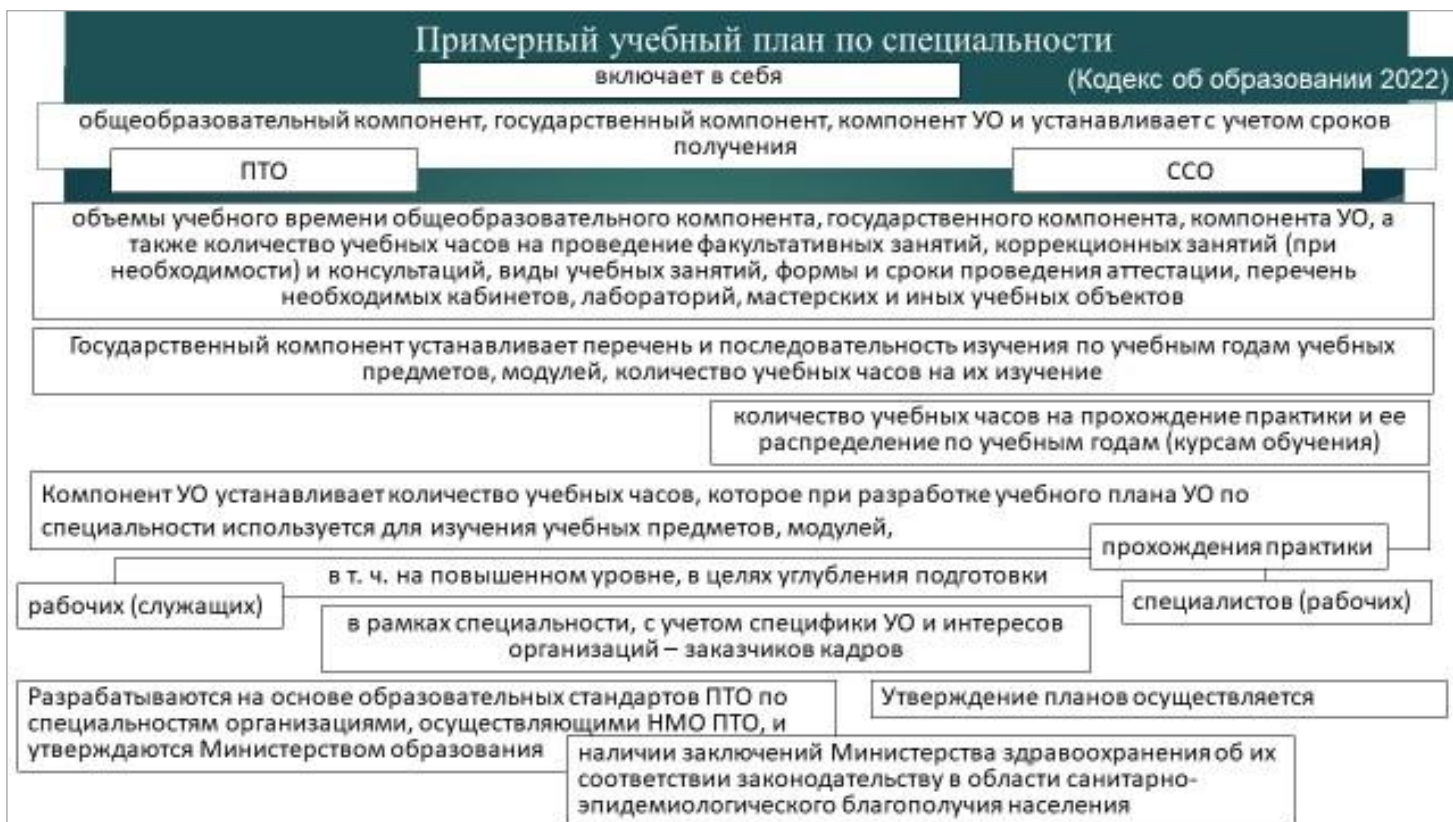 Примерный учебный план по специальности
включает в себя
(Кодекс об образовании 2022)
общеобразовательный компонент, государственный компонент, компонент УО и устанавливает с учетом сроков
получения
ПТО
ССО
объемы учебного времени общеобразовательного компонента, государственного компонента, компонента УО, а
также количество учебных часов на проведение факультативных занятий, коррекционных занятий (при
необходимости) и консультаций, виды учебных занятий, формы и сроки проведения аттестации, перечень
необходимых кабинетов, лабораторий, мастерских и иных учебных объектов
Государственный компонент устанавливает перечень и последовательность изучения по учебным годам учебных
предметов, модулей, количество учебных часов на их изучение
количество учебных часов на прохождение практики и ее
распределение по учебным годам (курсам обучения)
Компонент УО устанавливает количество учебных часов, которое при разработке учебного плана УО по
специальности используется для изучения учебных предметов, модулей,
прохождения практики
в т. ч. на повышенном уровне, в целях углубления подготовки
рабочих (служащих)
специалистов (рабочих)
в рамках специальности, с учетом специфики УО и интересов
организаций – заказчиков кадров
Разрабатываются на основе образовательных стандартов ПТО по
специальностям организациями, осуществляющими НМО ПТО, и
утверждаются Министерством образования
Утверждение планов осуществляется
наличии заключений Министерства здравоохранения об их
соответствии законодательству в области санитарно-
эпидемиологического благополучия населения